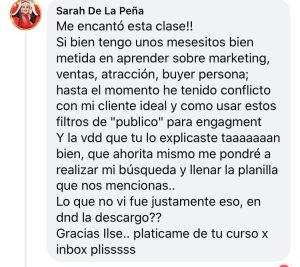 Sarah De La Peña
Me encantó esta clase!!
Si bien tengo unos mesesitos bien
metida en aprender sobre marketing,
ventas, atracción, buyer persona;
hasta el momento he tenido conflicto
con mi cliente ideal y como usar estos
filtros de "publico" para engagment
Y la vdd que tu lo explicaste taaaaaaan
bien, que ahorita mismo me pondré a
realizar mi búsqueda y llenar la planilla
que nos mencionas..
Lo que no vi fue justamente eso, en
dnd la descargo??
Gracias Ilse.. platicame de tu curso x
inbox plisssss